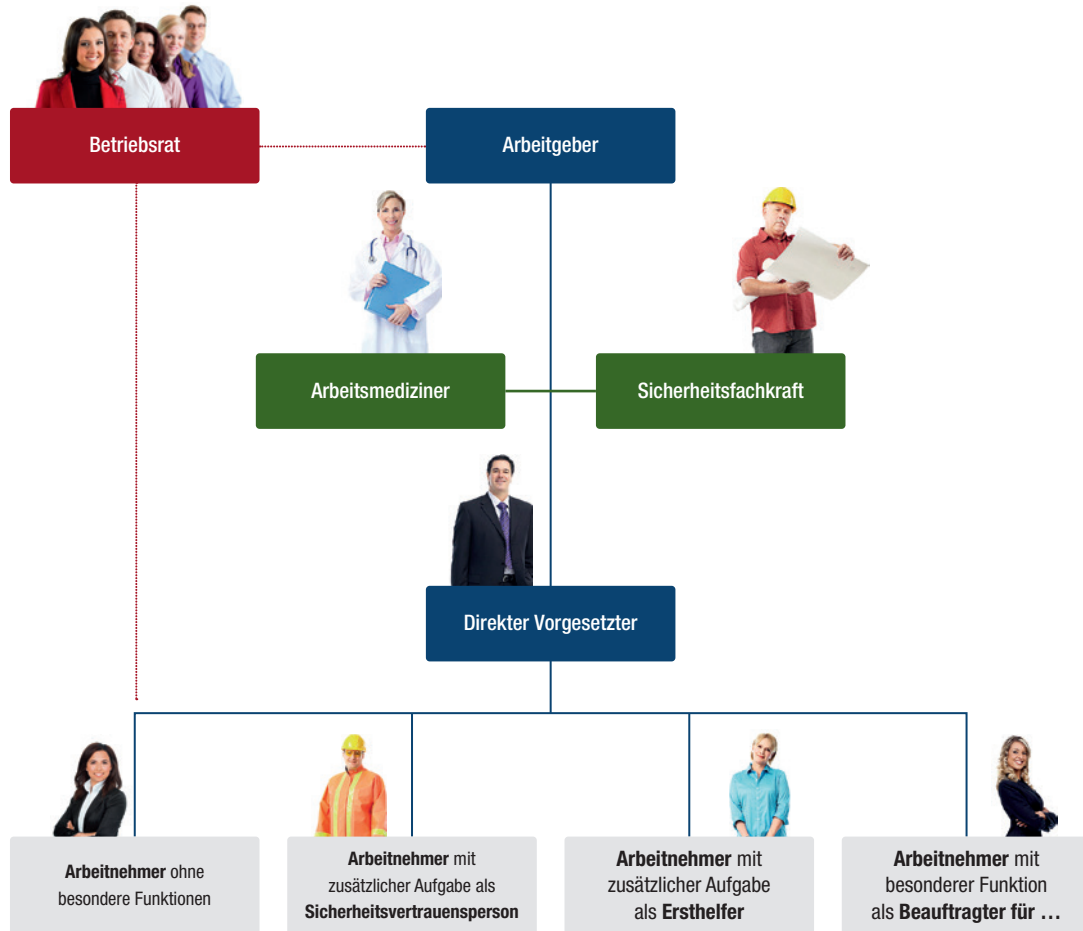 Betriebsrat
Arbeitgeber
Arbeitsmediziner
Sicherheitsfachkraft
Direkter Vorgesetzter
Arbeitnehmer ohne
besondere Funktionen
Arbeitnehmer mit
zusätzlicher Aufgabe als
Sicherheitsvertrauensperson
Arbeitnehmer mit
zusätzlicher Aufgabe
als Ersthelfer
Arbeitnehmer mit
besonderer Funktion
als Beauftragter für …